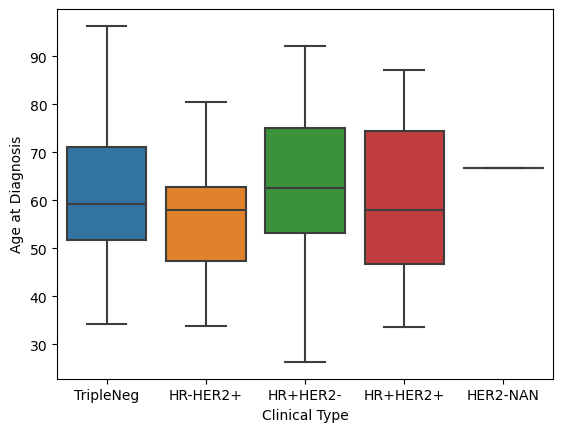 90
80
70
60
50
40
30
Age at Diagnosis
TripleNeg HR-HER2+ HR+HER2- HR+HER2+ HER2-NAN
Clinical Type